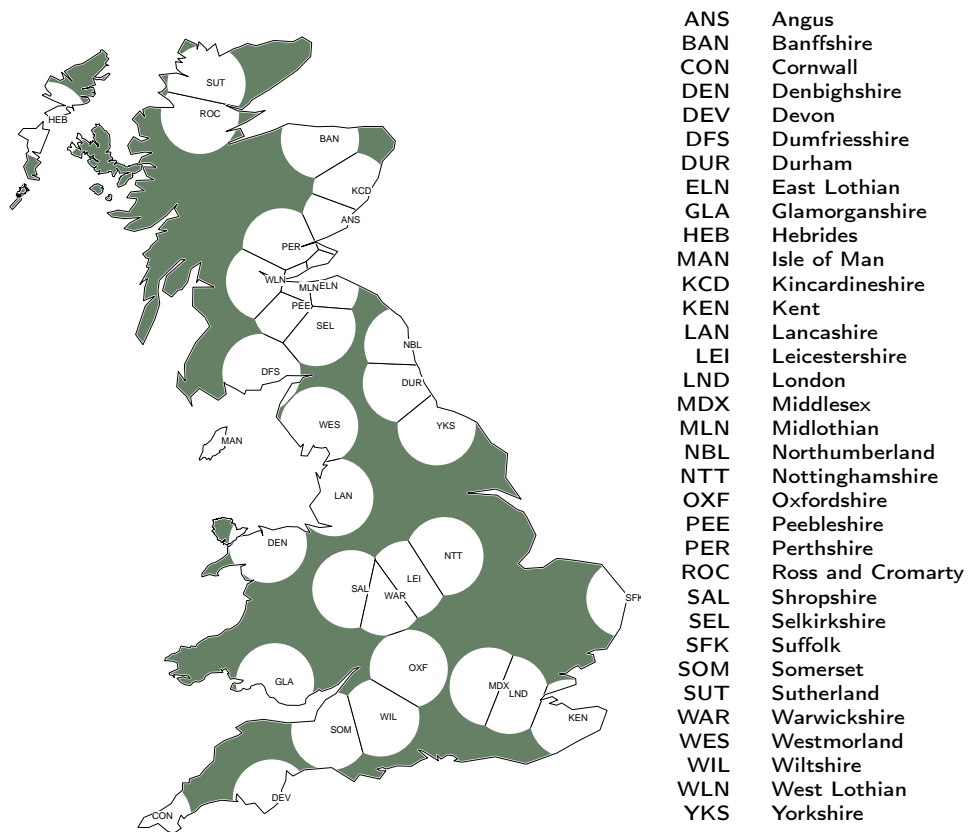 ANS Angus
BAN Banffshire
CON Cornwall
DEN Denbighshire
DEV Devon
DFS Dumfriesshire
DUR Durham
ELN East Lothian
GLA Glamorganshire
HEB Hebrides
MAN Isle of Man
KCD Kincardineshire
KEN Kent
LAN Lancashire
LEI Leicestershire
LND London
MDX Middlesex
MLN Midlothian
NBL Northumberland
NTT Nottinghamshire
OXF Oxfordshire
PEE Peebleshire
PER Perthshire
ROC Ross and Cromarty
SAL Shropshire
SEL Selkirkshire
SFK Suffolk
SOM Somerset
SUT Sutherland
WAR Warwickshire
WES Westmorland
WIL Wiltshire
WLN West Lothian
YKS Yorkshire
SUT
ROC
HEB
BAN
KCD
ANS
PER
WLN
MLN
ELN
PEE
SEL
NBL
DFS
DUR
WES
YKS
MAN
LAN
DEN
NTT
LEI
SAL
WAR
SFK
OXF
GLA
MDX
LND
WIL
KEN
SOM
DEV
CON